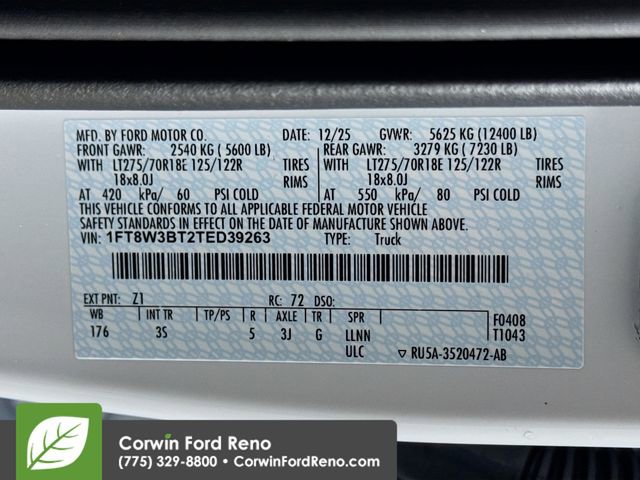 MFD. BY FORD MOTOR CO. DATE: 12/25 GVWR: 5625 KG (12400 LB)
FRONT GAWR: 2540 KG ( 5600 LB) REAR GAWR: 3279 KG ( 7230 LB)
WITH LT275/70R18E 125/122R TIRES WITH LT275/70R18E 125/122R TIRES
18x8.0J RIMS 18x8.0J RIMS
AT 420 kPa/ 60 PSI COLD AT 550 kPa/ 80 PSI COLD
THIS VEHICLE CONFORMS TO ALL APPLICABLE FEDERAL MOTOR VEHICLE
SAFETY STANDARDS IN EFFECT ON THE DATE OF MANUFACTURE SHOWN ABOVE.
VIN: 1FT8W3BT2TED39263 TYPE: Truck
EXT PNT: Z1 RC: 72 DSO:
WB INT TR TP/PS R AXLE TR SPR F0408
176 3S 5 3J G LLNN T1043
ULC RU5A-3520472-AB
Corwin Ford Reno
(775) 329-8800 • CorwinFordReno.com